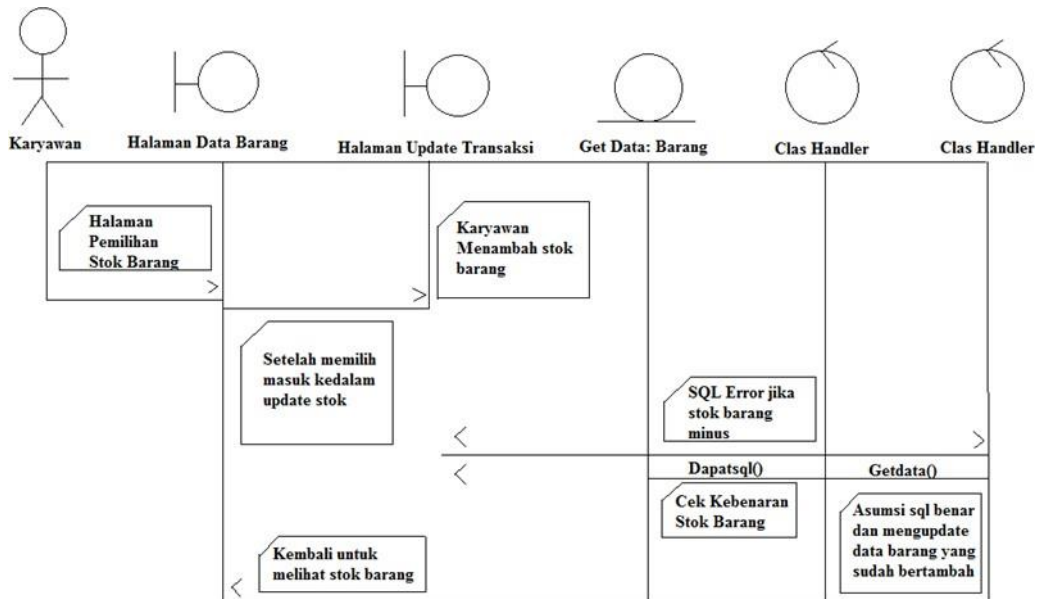 Karyawan
Halaman Data Barang
Halaman Update Transaksi
Get Data: Barang
Clas Handler
Clas Handler
Halaman
Pemilihan
Stok Barang
Karyawan
Menambah stok
barang
Setelah memilih
masuk kedalam
update stok
SQL Error jika
stok barang
minus
Dapatsql()
Getdata()
Cek Kebenaran
Stok Barang
Asumsi sql benar
dan mengupdate
data barang yang
sudah bertambah
Kembali untuk
melihat stok barang